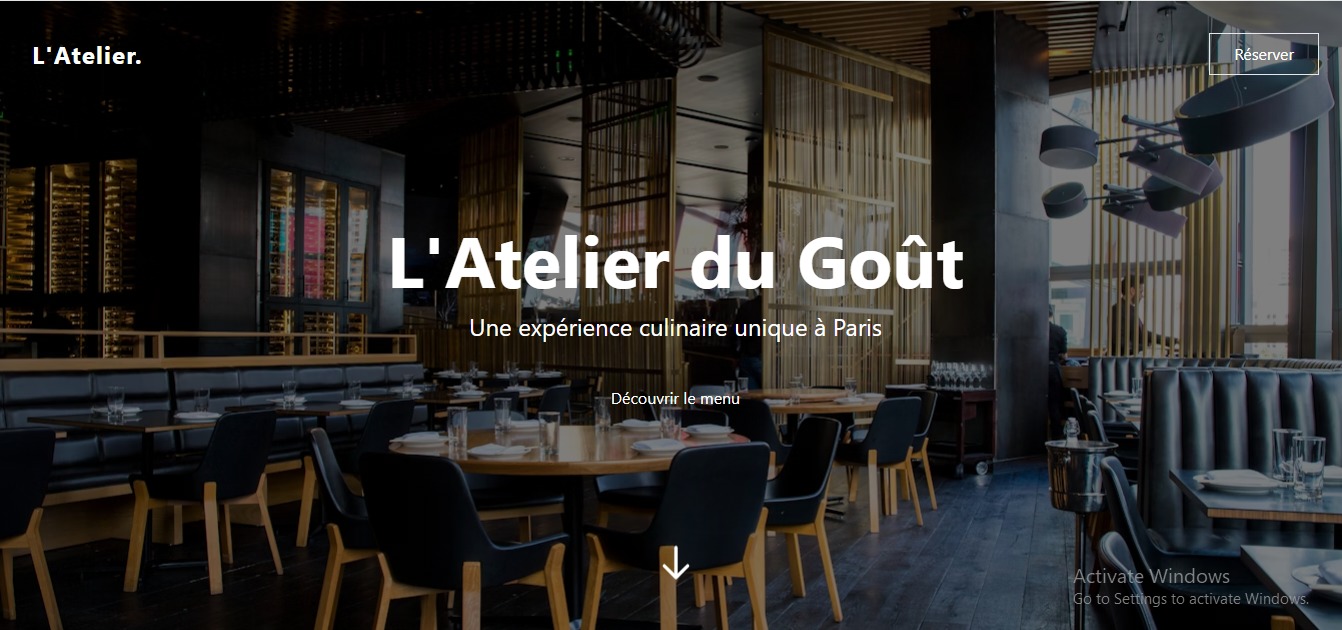 L'Atelier.
Réserver
L'Atelier du Goût
Une expérience culinaire unique à Paris
Découvrir le menu
Activate Windows
Go to Settings to activate Windows.